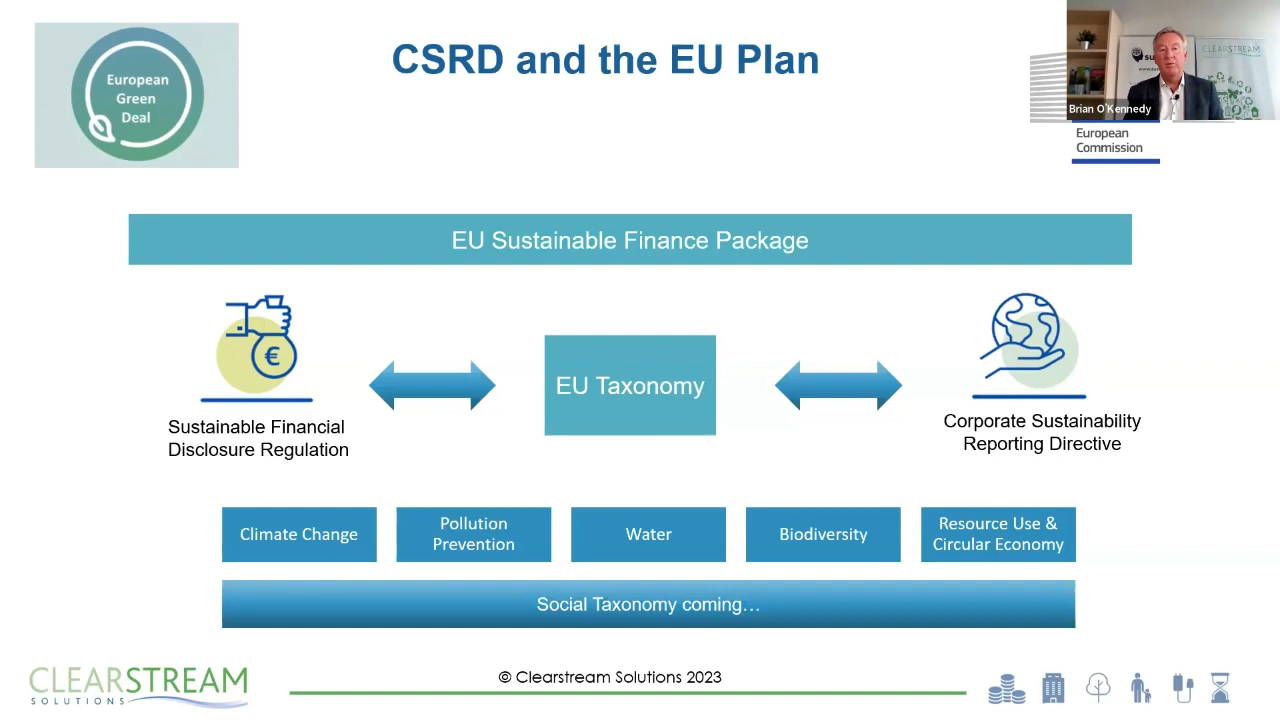 European
Green
Deal
CSRD and the EU Plan
CLEARSTREAM
Brian O'Kennedy
European
Commission
EU Sustainable Finance Package
€
Sustainable Financial
Disclosure Regulation
EU Taxonomy
Corporate Sustainability
Reporting Directive
Climate Change
Pollution
Prevention
Water
Biodiversity
Resource Use &
Circular Economy
Social Taxonomy coming...
CLEARSTREAM
SOLUTIONS
© Clearstream Solutions 2023